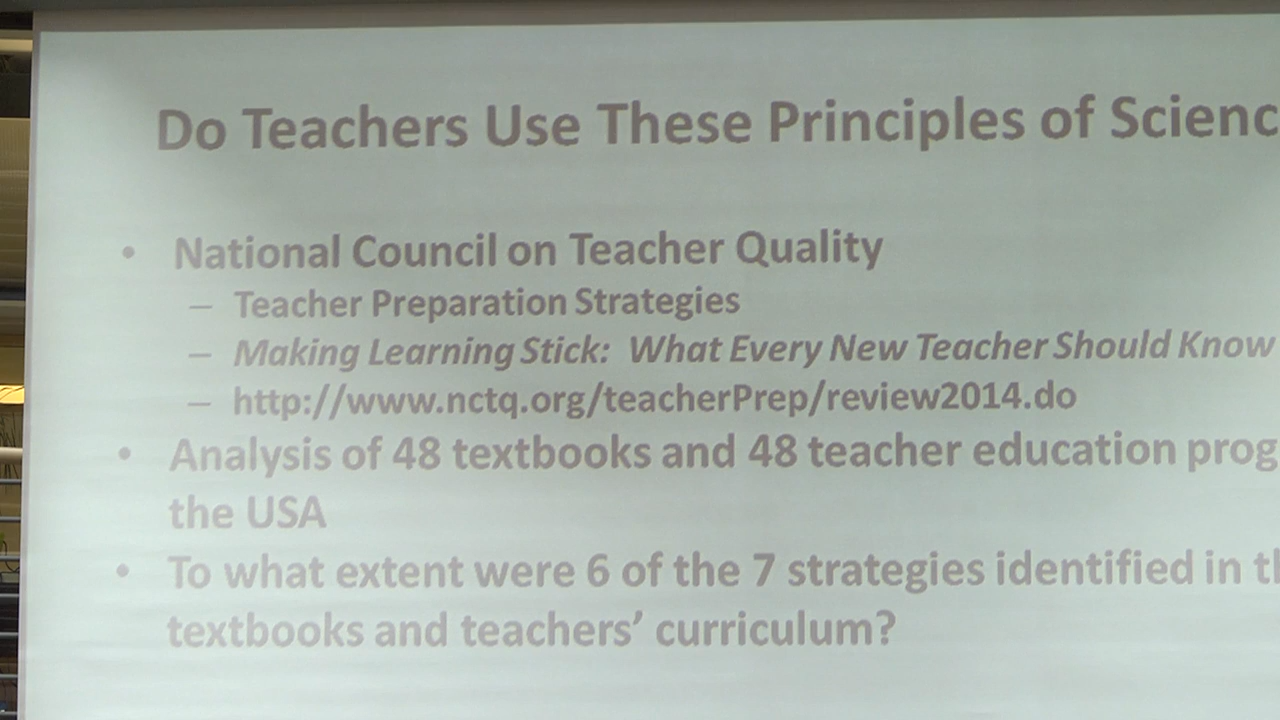 Do Teachers Use These Principles of Scienc
• National Council on Teacher Quality
– Teacher Preparation Strategies
– Making Learning Stick: What Every New Teacher Should Know
– http://www.nctq.org/teacherPrep/review2014.do
• Analysis of 48 textbooks and 48 teacher education prog
the USA
• To what extent were 6 of the 7 strategies identified in th
textbooks and teachers’ curriculum?